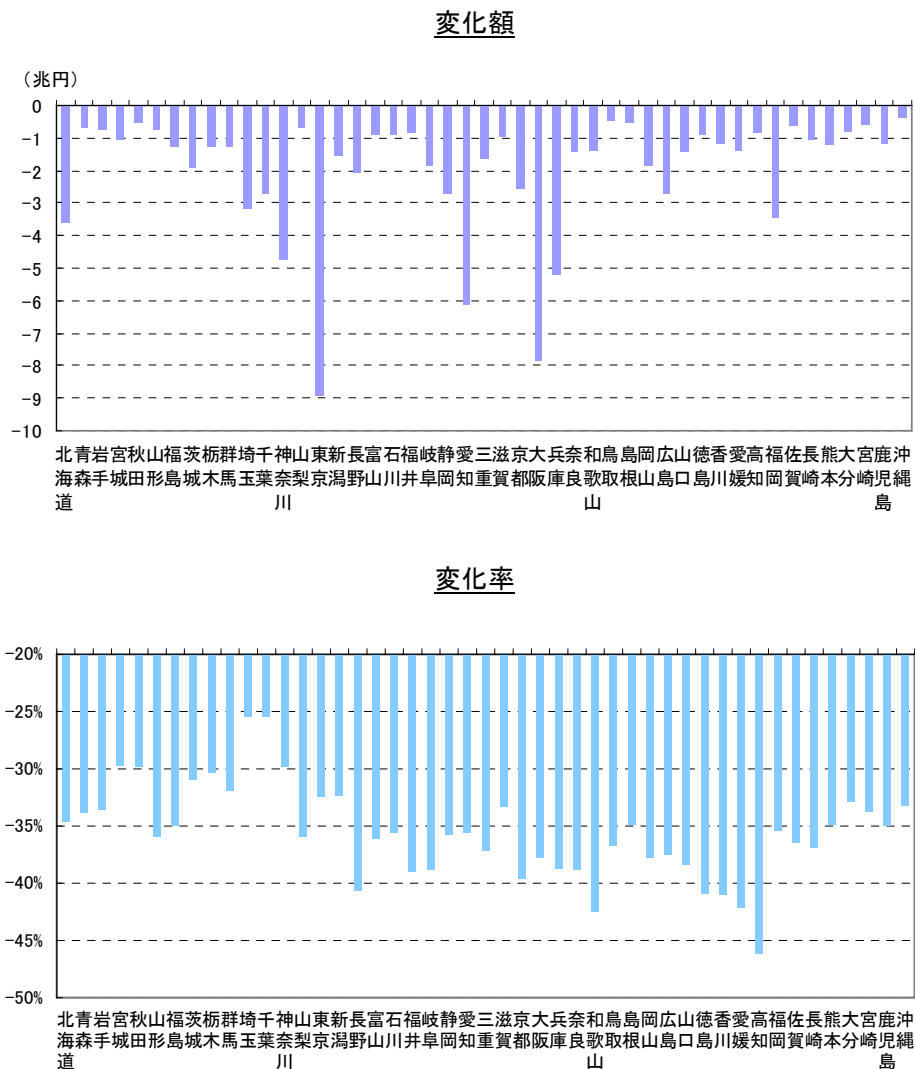 変化額
（兆円）
0
-1
-2
-3
-4
-5
-6
-7
-8
-9
-10
北青岩宮秋山福茨栃群埼千神山東新長富石福岐静愛三滋京大兵奈和鳥島岡広山徳香愛高福佐長熊大宮鹿沖
海森手城田形島城木馬玉葉奈梨京潟野山川井阜岡知重賀都阪庫良歌取根山島口島川媛知岡賀崎本分崎児縄
道川山島
変化率
-20%
-25%
-30%
-35%
-40%
-45%
-50%
北青岩宮秋山福茨栃群埼千神山東新長富石福岐静愛三滋京大兵奈和鳥島岡広山徳香愛高福佐長熊大宮鹿沖
海森手城田形島城木馬玉葉奈梨京潟野山川井阜岡知重賀都阪庫良歌取根山島口島川媛知岡賀崎本分崎児縄
道川山島